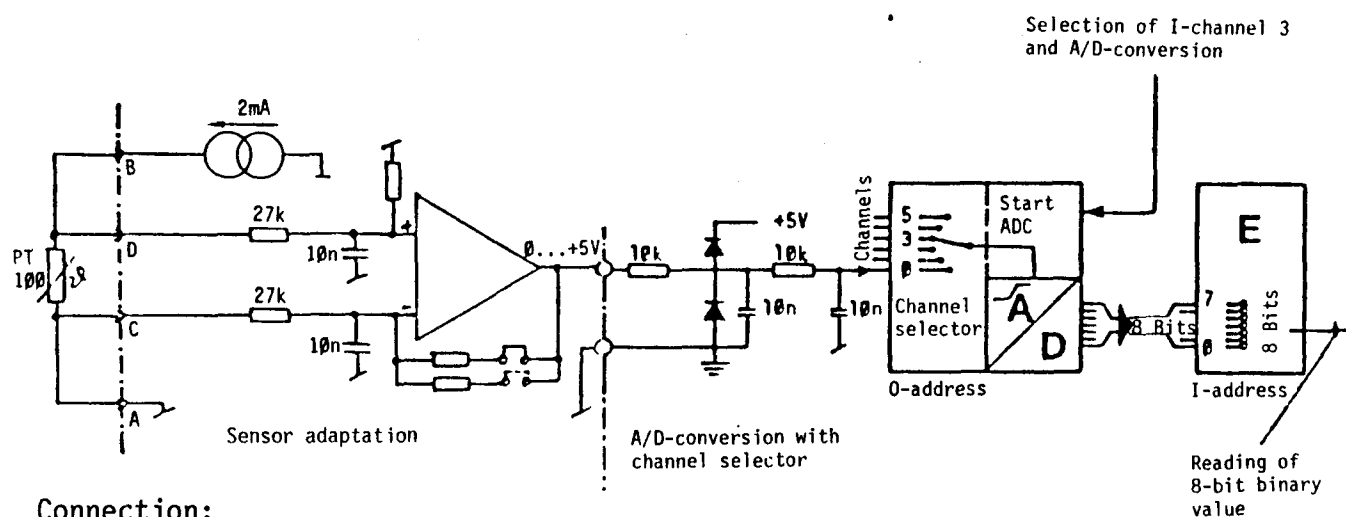 Selection of I-channel 3
and A/D-conversion
2mA
B
27k
D
10n
PT
100
ϑ
+
0...+5V
27k
C
10n
-
A
Sensor adaptation
10k
+5V
10k
10n
10n
A/D-conversion with
channel selector
Channels
5
3
0
Start
ADC
Channel
selector
A
D
O-address
8 Bits
E
7
0
8 Bits
I-address
Reading of
8-bit binary
value
Connection: